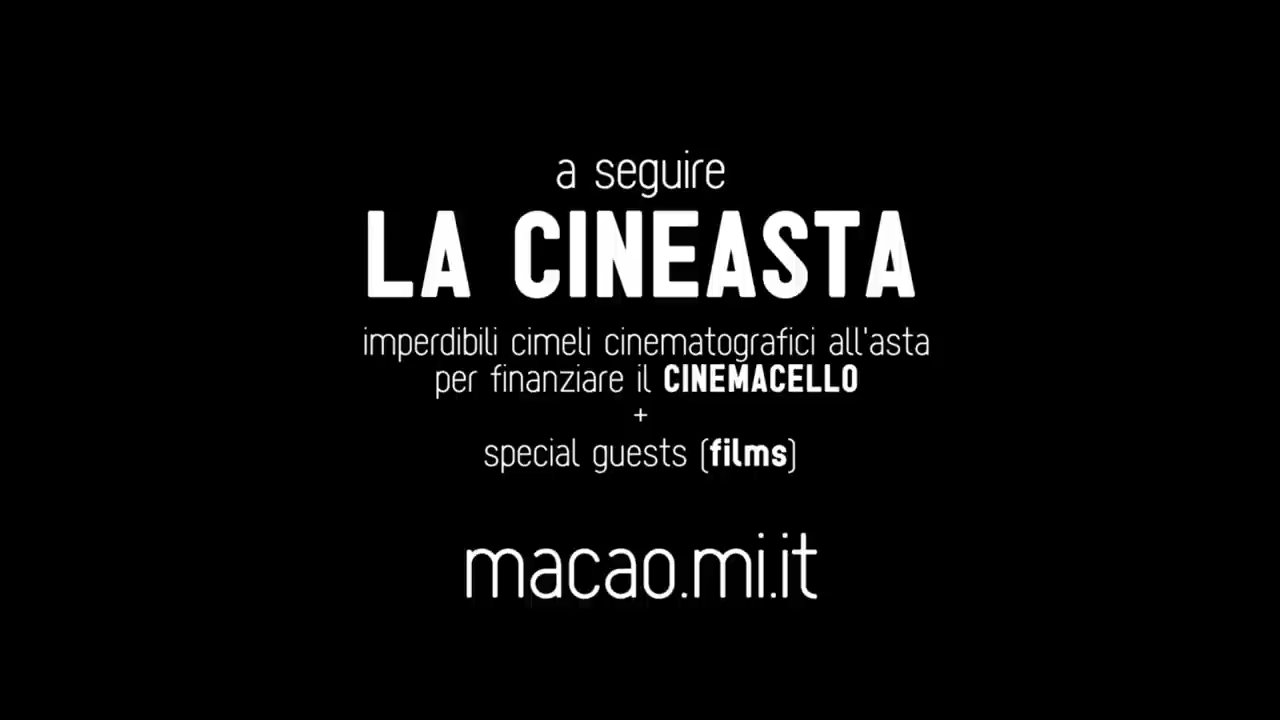 a seguire
LA CINEASTA
imperdibili cimeli cinematografici all'asta
per finanziare il CINEMACELLO
+
special guests (films)
macao.mi.it